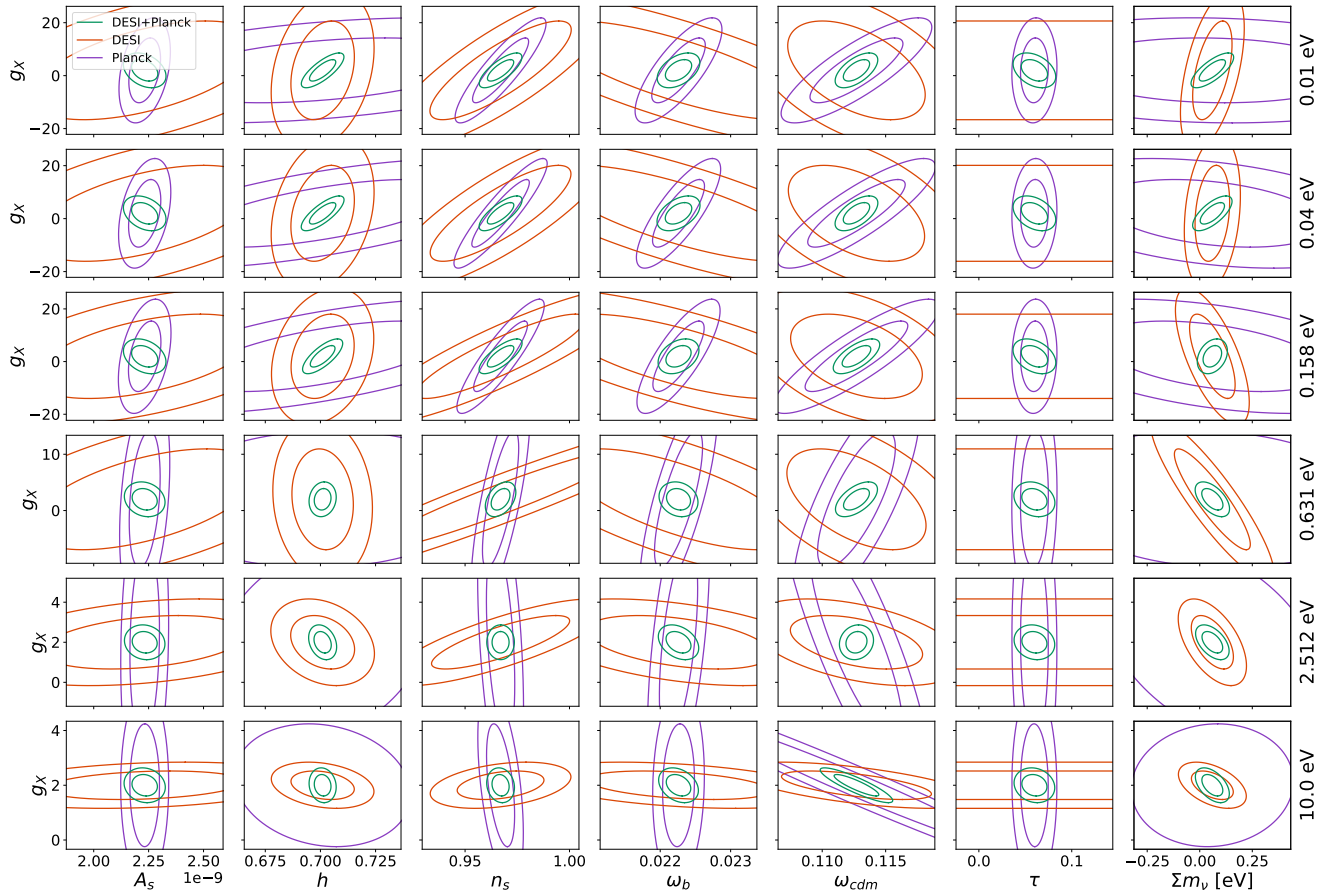 DESI+Planck
DESI
Planck
20
0
−20
g_X
0.01 eV
20
0
−20
g_X
0.04 eV
20
0
−20
g_X
0.158 eV
10
0
g_X
0.631 eV
4
2
0
g_X
2.512 eV
4
2
0
g_X
10.0 eV
2.00 2.25 2.50 0.675 0.700 0.725 0.95 1.00 0.022 0.023 0.110 0.115 0.0 0.1 −0.25 0.00 0.25
1e−9
A_s h n_s ω_b ω_cdm τ Σm_ν [eV]